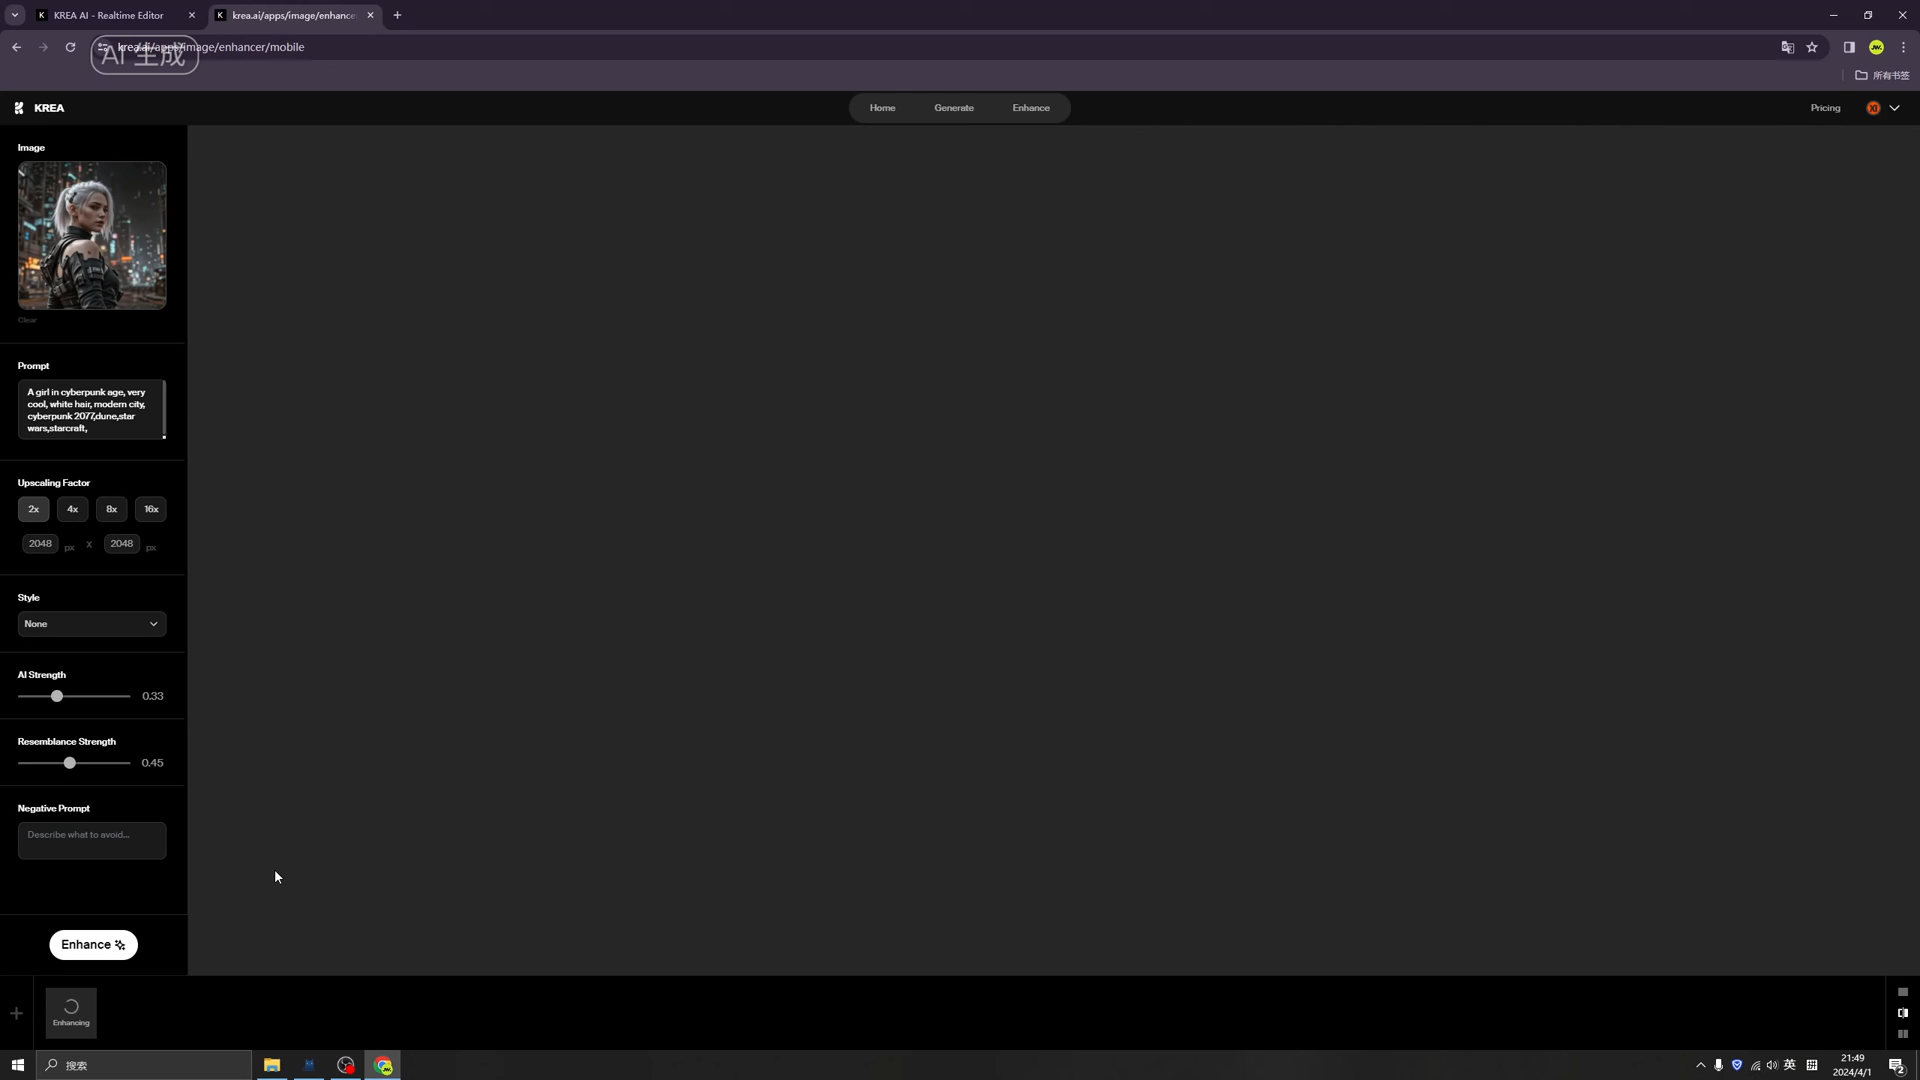 KREA AI - Realtime Editor
krea.ai/apps/image/enhance
krea.ai/apps/image/enhancer/mobile
AI 生成
所有书签
KREA
Home
Generate
Enhance
Pricing
Image
Clear
Prompt
A girl in cyberpunk age, very
cool, white hair, modern city,
cyberpunk 2077,dune,star
wars,starcraft,
Upscaling Factor
2x 4x 8x 16x
2048 px x 2048 px
Style
None
AI Strength
0.33
Resemblance Strength
0.45
Negative Prompt
Describe what to avoid...
Enhance
Enhancing
搜索
英
21:49
2024/4/1
2